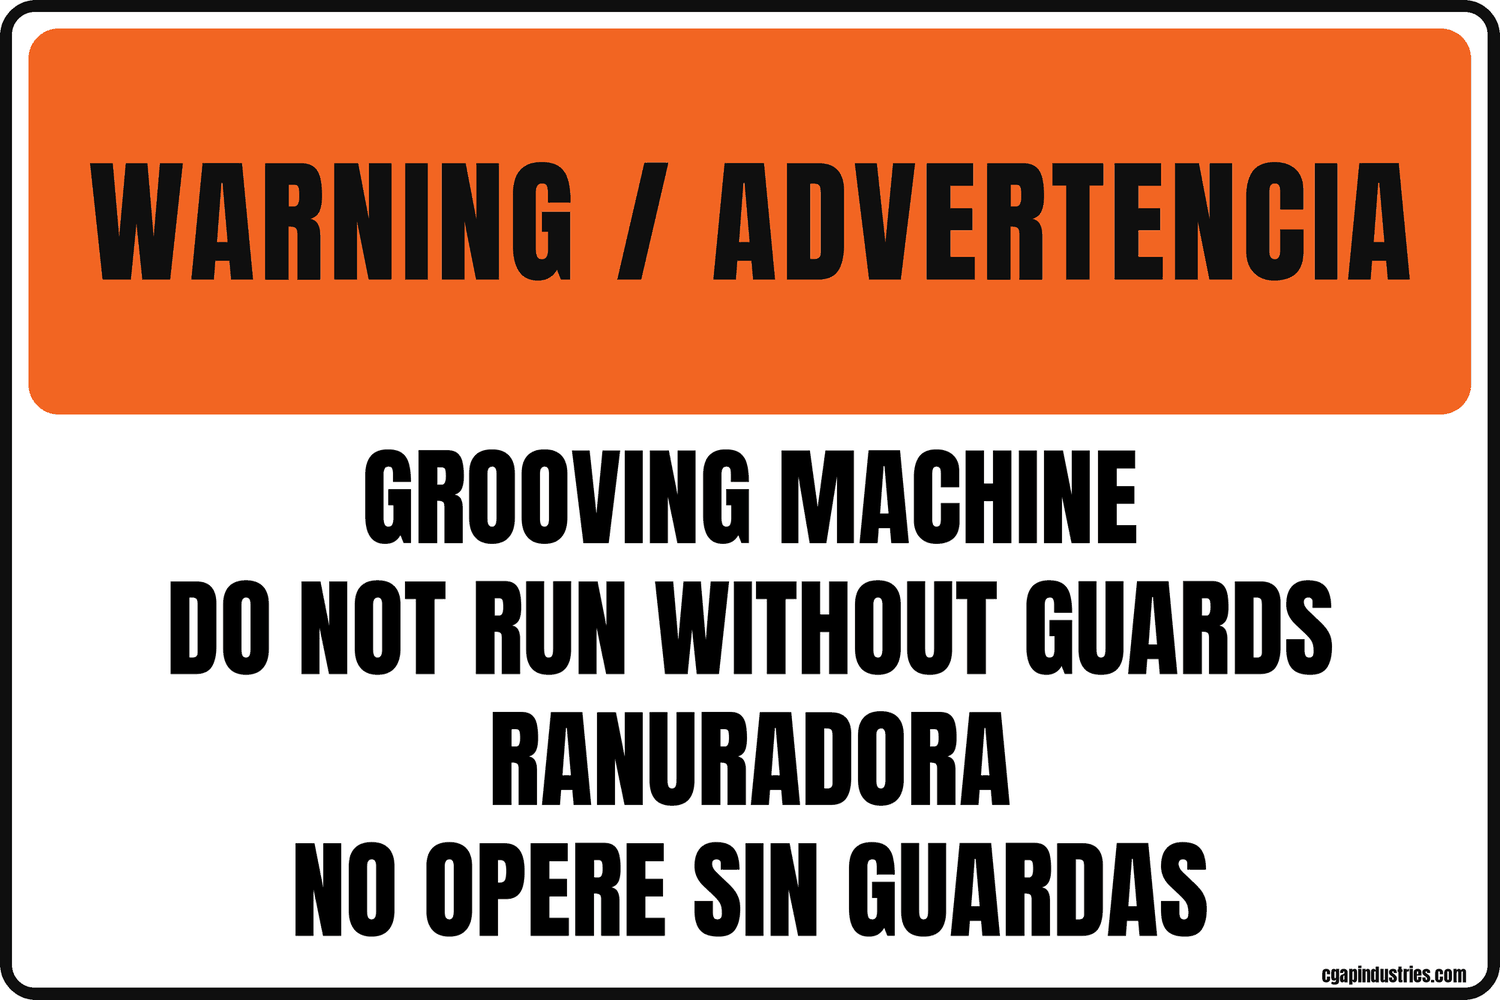 WARNING / ADVERTENCIA
GROOVING MACHINE
DO NOT RUN WITHOUT GUARDS
RANURADORA
NO OPERE SIN GUARDAS
cgapindustries.com